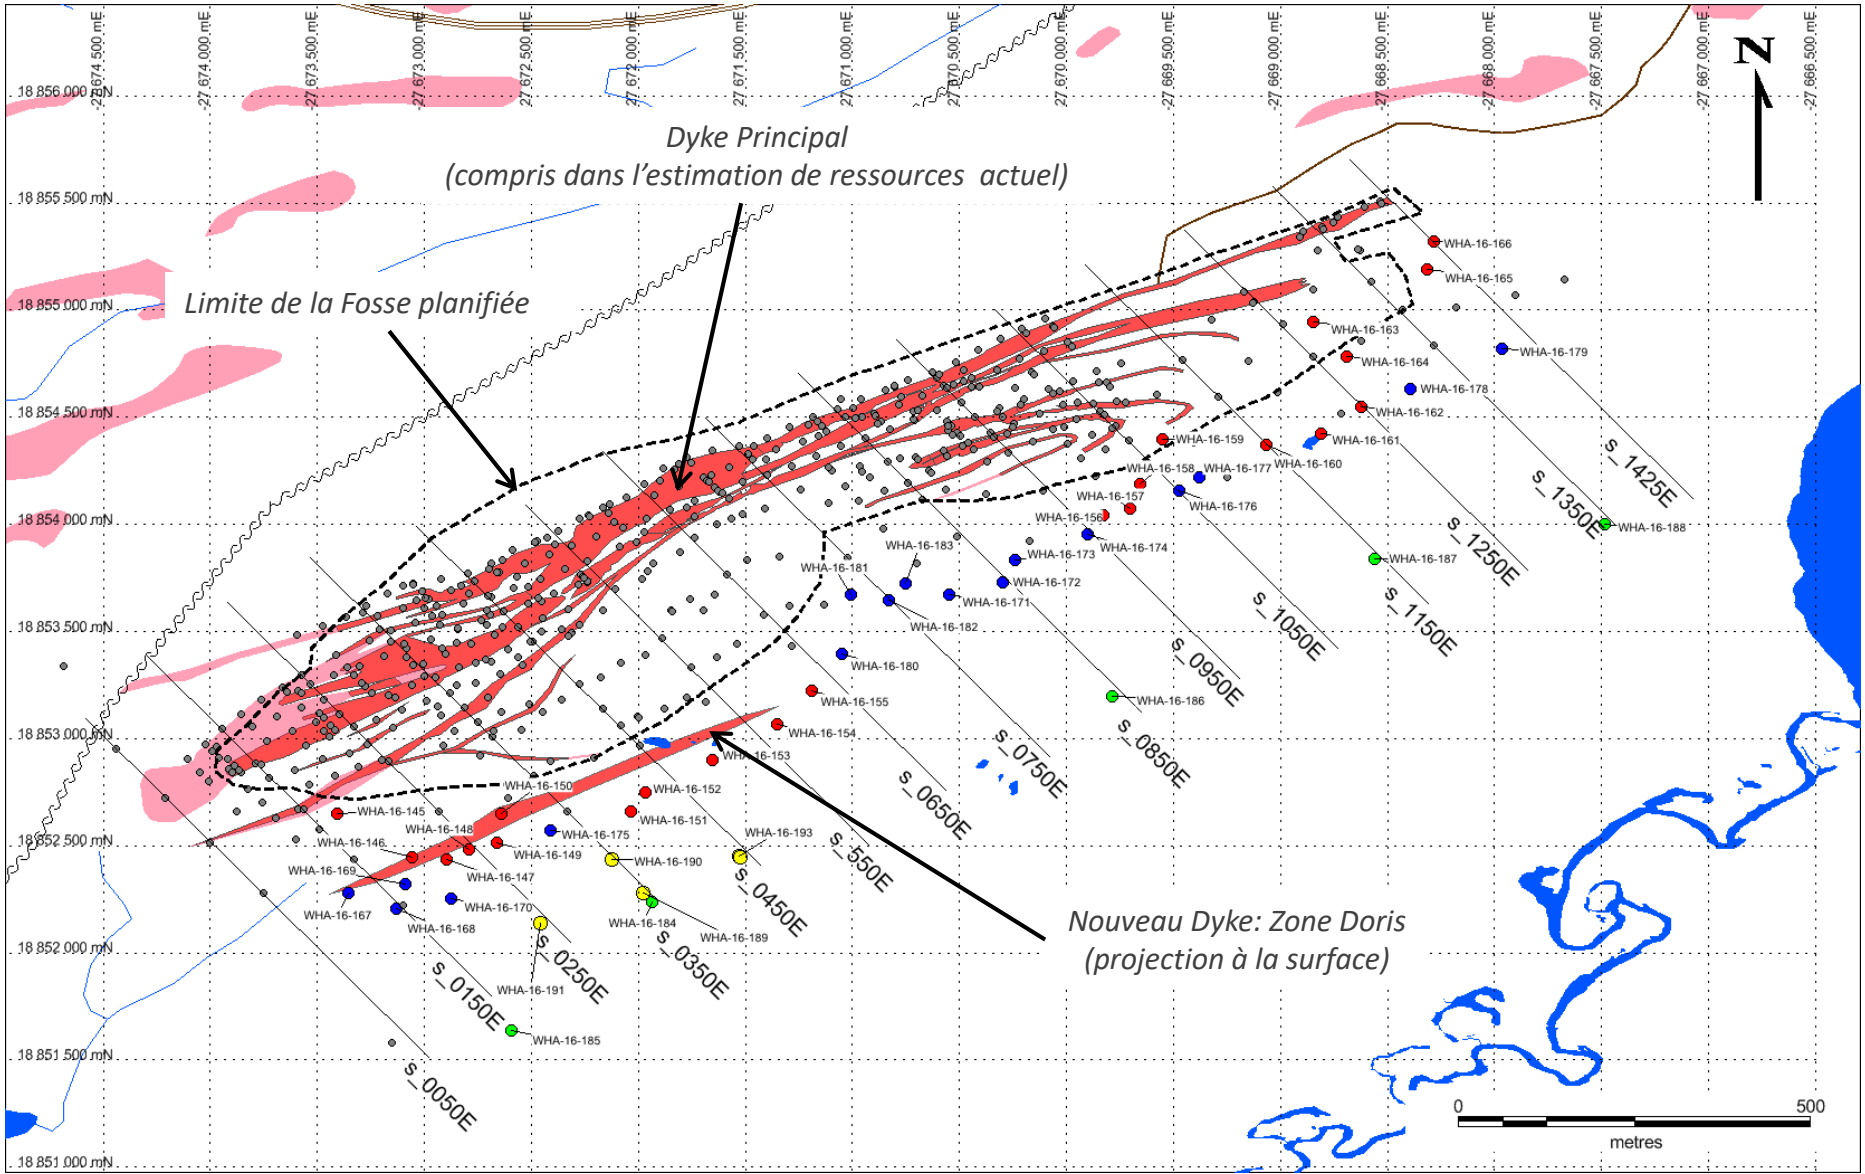 -27 674 500 mE
-27 674 000 mE
-27 673 500 mE
-27 673 000 mE
-27 672 500 mE
-27 672 000 mE
-27 671 500 mE
-27 671 000 mE
-27 670 500 mE
-27 670 000 mE
-27 669 500 mE
-27 669 000 mE
-27 668 500 mE
-27 668 000 mE
-27 667 500 mE
-27 667 000 mE
-27 666 500 mE
N
18 856 000 mN
18 855 500 mN
18 855 000 mN
18 854 500 mN
18 854 000 mN
18 853 500 mN
18 853 000 mN
18 852 500 mN
18 852 000 mN
18 851 500 mN
18 851 000 mN
Dyke Principal
(compris dans l'estimation de ressources actuel)
Limite de la Fosse planifiée
WHA-16-166
WHA-16-165
WHA-16-163
WHA-16-179
WHA-16-164
WHA-16-178
WHA-16-162
WHA-16-161
WHA-16-159
WHA-16-160
WHA-16-158
WHA-16-177
WHA-16-157
WHA-16-176
WHA-16-156
WHA-16-174
WHA-16-188
WHA-16-183
WHA-16-173
WHA-16-187
WHA-16-181
WHA-16-172
WHA-16-171
WHA-16-182
WHA-16-180
WHA-16-155
WHA-16-186
WHA-16-154
WHA-16-153
WHA-16-150
WHA-16-152
WHA-16-145
WHA-16-151
WHA-16-148
WHA-16-175
WHA-16-193
WHA-16-146
WHA-16-149
WHA-16-190
WHA-16-169
WHA-16-147
WHA-16-167
WHA-16-170
WHA-16-168
WHA-16-184
WHA-16-189
WHA-16-191
WHA-16-185
s_1425E
s_1350E
s_1250E
s_1150E
s_1050E
s_0950E
s_0850E
s_0750E
s_0650E
s_550E
s_0450E
s_0350E
s_0250E
s_0150E
s_0050E
Nouveau Dyke: Zone Doris
(projection à la surface)
0 500
metres